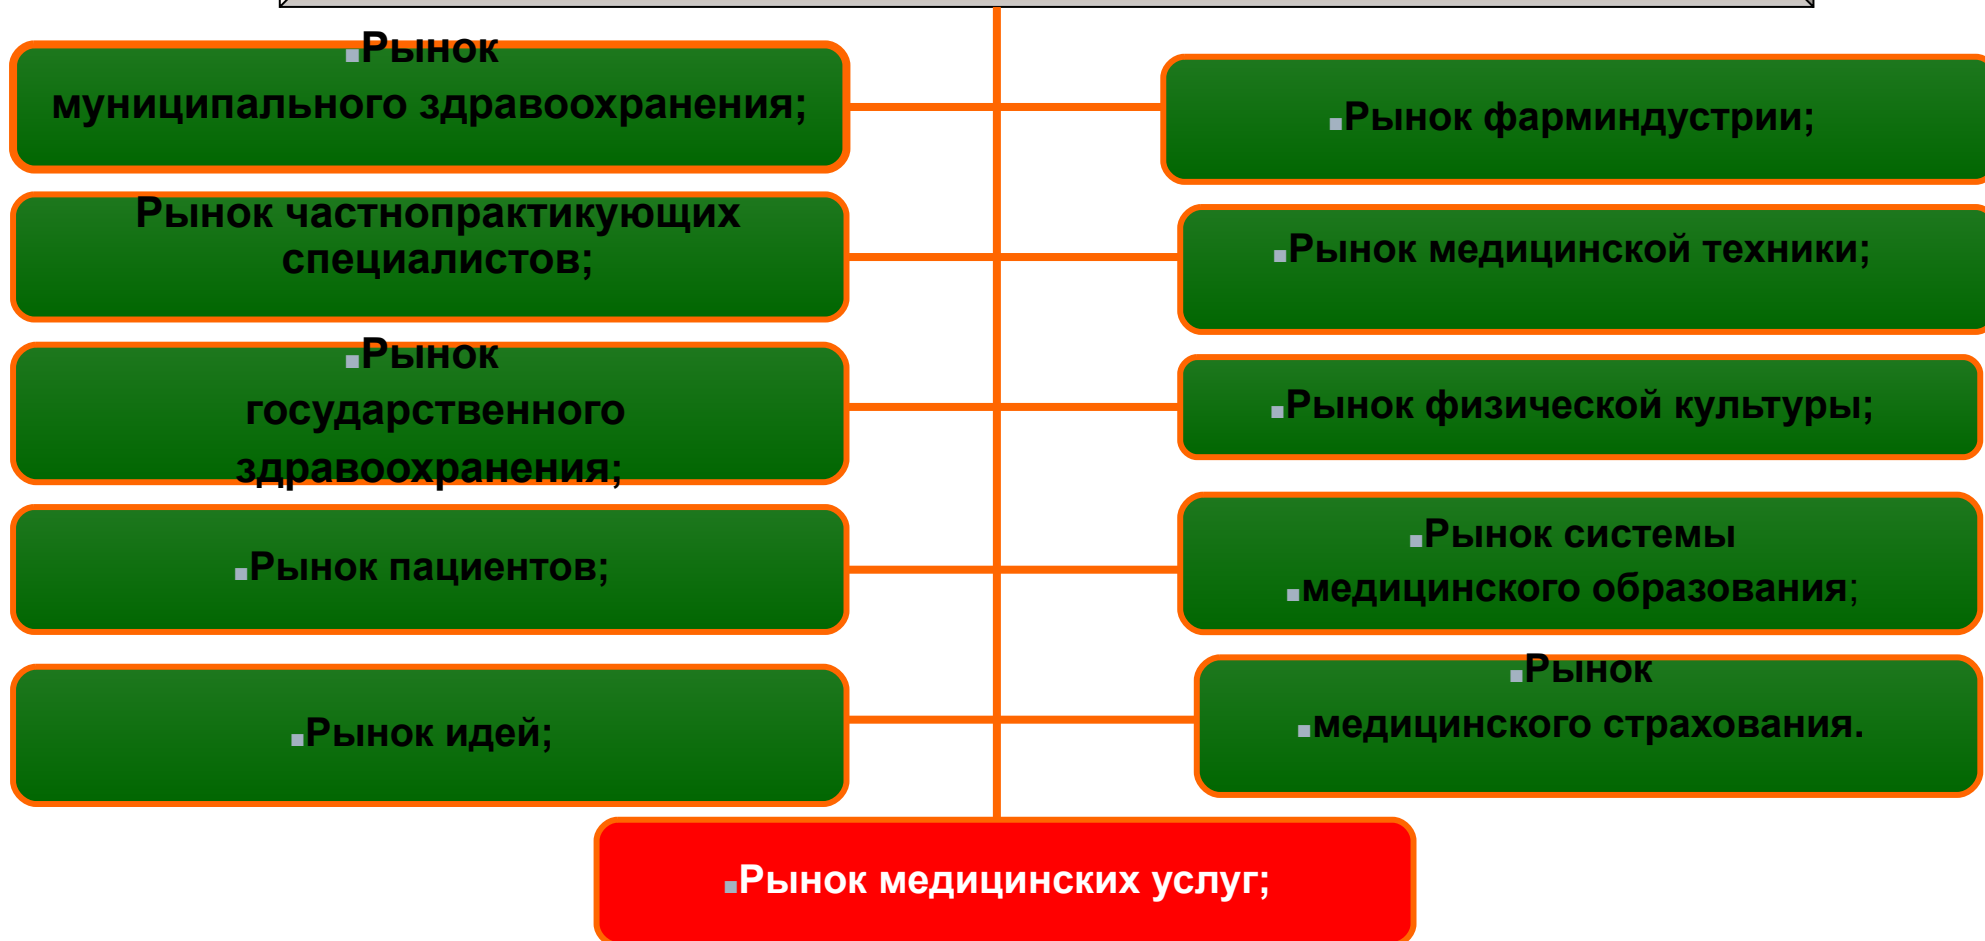 Рынок
муниципального здравоохранения;
Рынок частнопрактикующих
специалистов;
Рынок
государственного
здравоохранения;
Рынок пациентов;
Рынок идей;
Рынок фарминдустрии;
Рынок медицинской техники;
Рынок физической культуры;
Рынок системы
медицинского образования;
Рынок
медицинского страхования.
Рынок медицинских услуг;